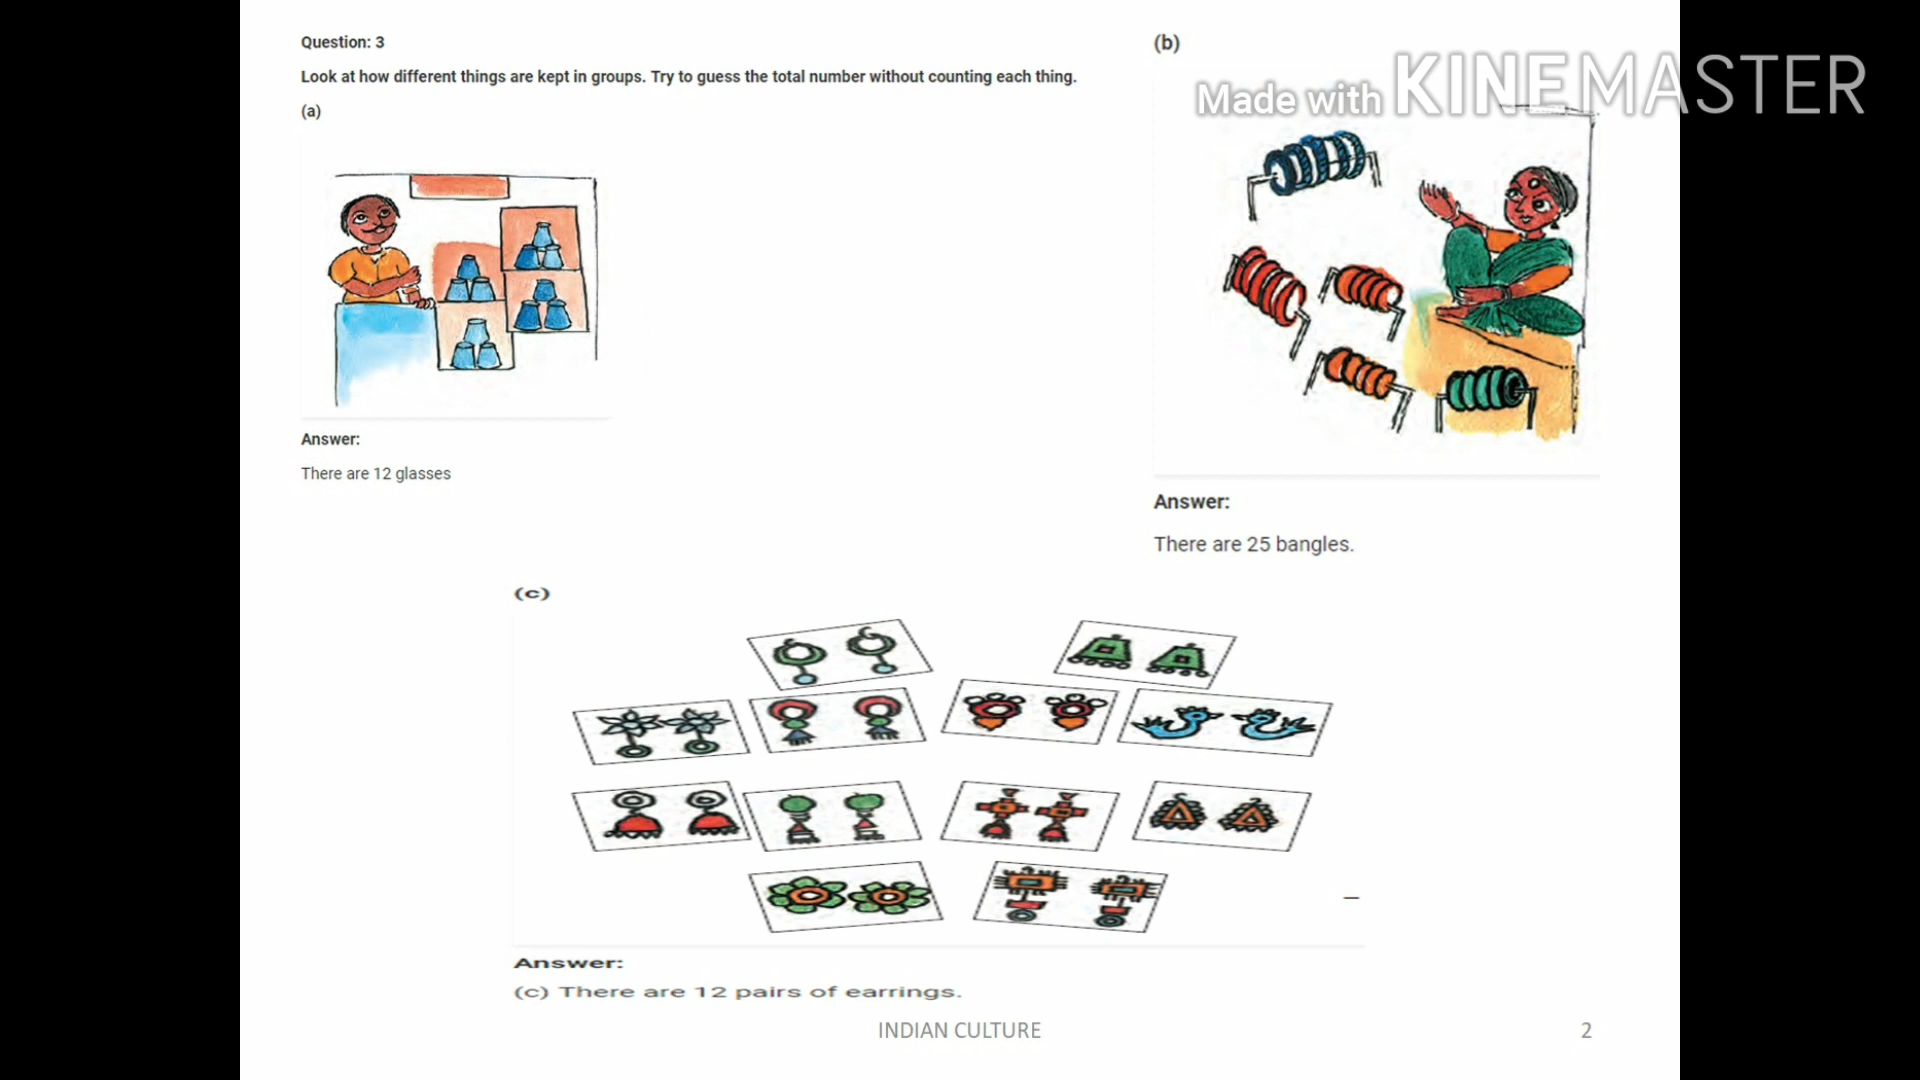 Question: 3
Look at how different things are kept in groups. Try to guess the total number without counting each thing.
(a)
Answer:
There are 12 glasses
(b)
Made with KINEMASTER
Answer:
There are 25 bangles.
(c)
Answer:
(c) There are 12 pairs of earrings.
INDIAN CULTURE
2